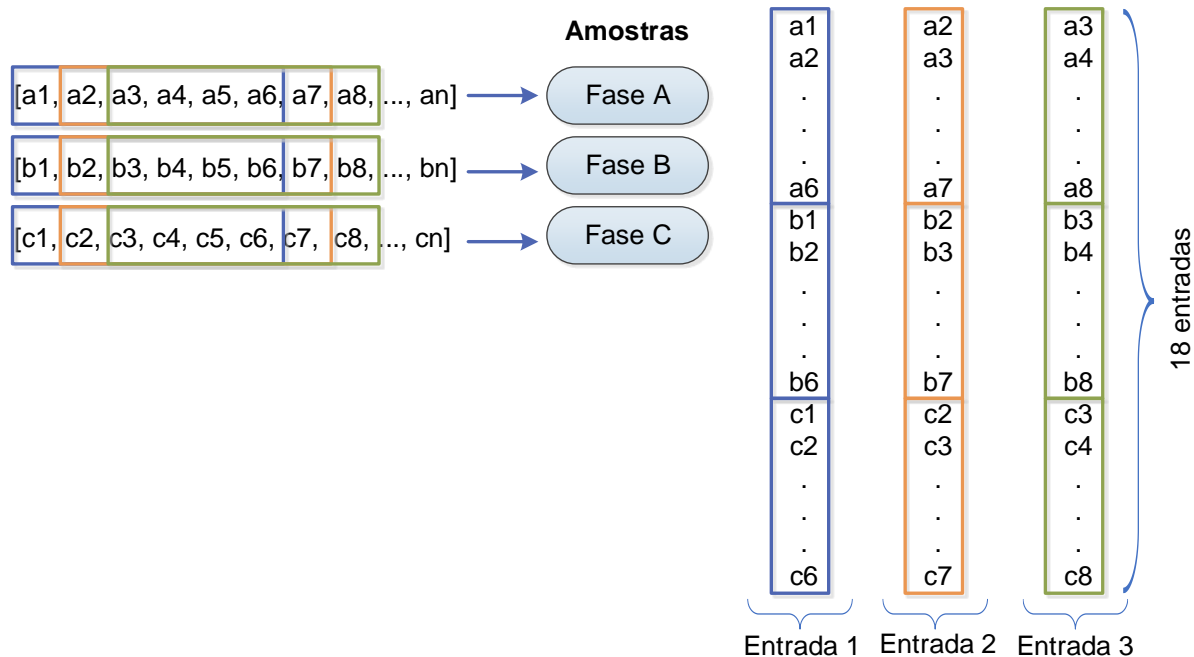 Amostras
[a1, a2, a3, a4, a5, a6, a7, a8, ..., an]
Fase A
[b1, b2, b3, b4, b5, b6, b7, b8, ..., bn]
Fase B
[c1, c2, c3, c4, c5, c6, c7, c8, ..., cn]
Fase C
a1
a2
.
.
.
a6
b1
b2
.
.
.
b6
c1
c2
.
.
.
c6
Entrada 1
a2
a3
.
.
.
a7
b2
b3
.
.
.
b7
c2
c3
.
.
.
c7
Entrada 2
a3
a4
.
.
.
a8
b3
b4
.
.
.
b8
c3
c4
.
.
.
c8
Entrada 3
18 entradas